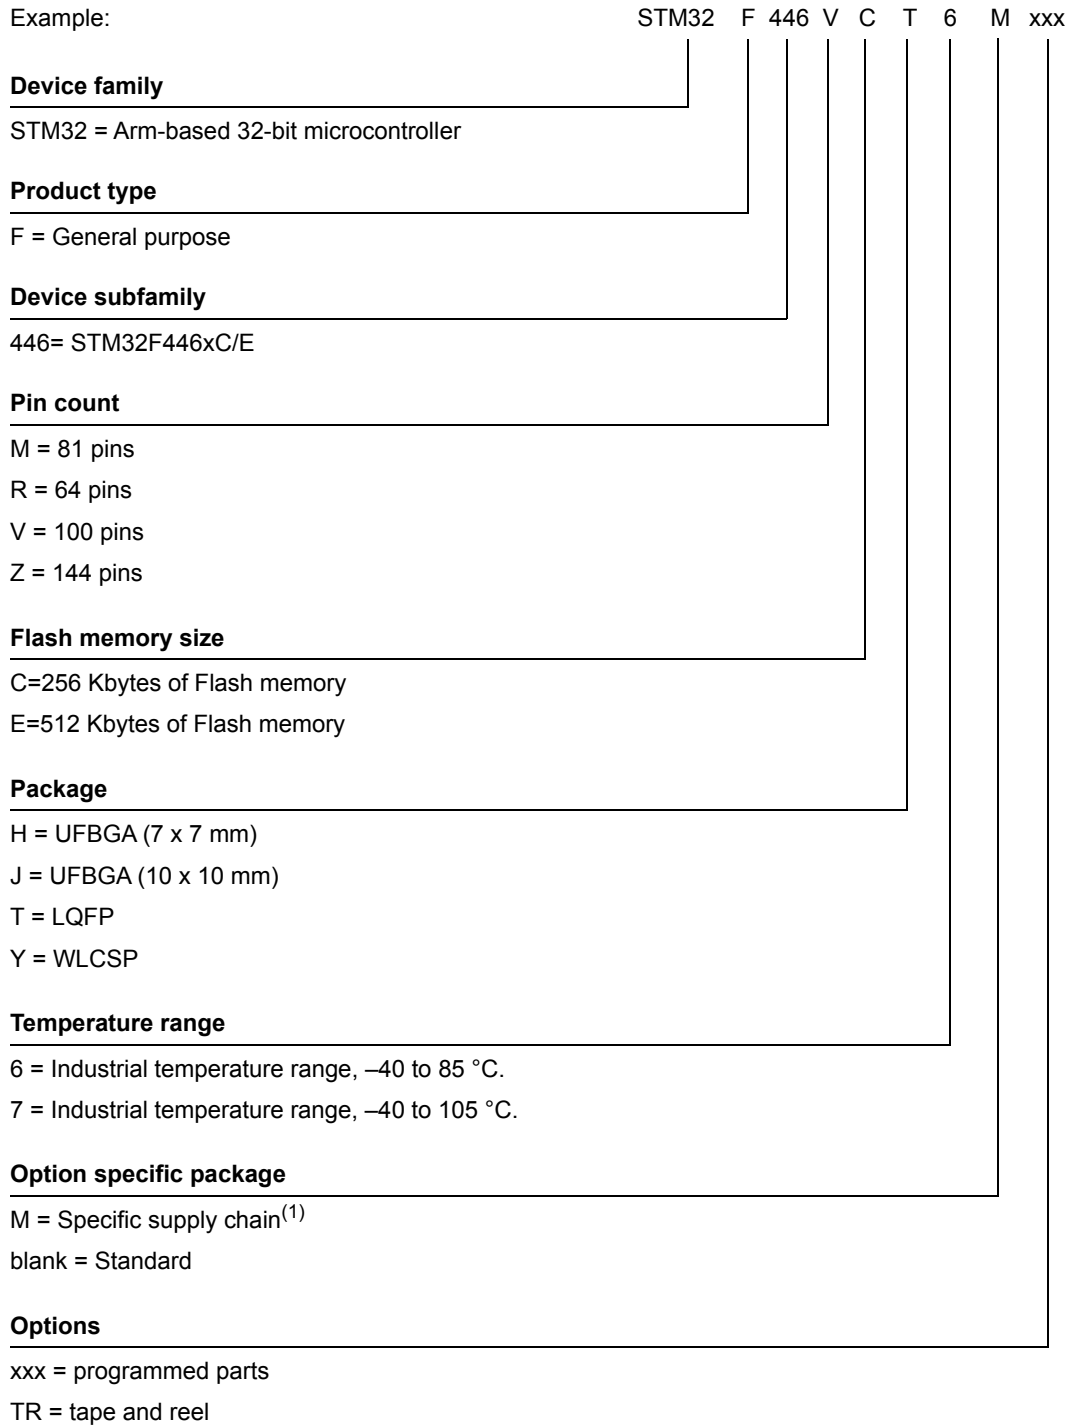 Example: STM32 F 446 V C T 6 M xxx
Device family
STM32 = Arm-based 32-bit microcontroller
Product type
F = General purpose
Device subfamily
446= STM32F446xC/E
Pin count
M = 81 pins
R = 64 pins
V = 100 pins
Z = 144 pins
Flash memory size
C=256 Kbytes of Flash memory
E=512 Kbytes of Flash memory
Package
H = UFBGA (7 x 7 mm)
J = UFBGA (10 x 10 mm)
T = LQFP
Y = WLCSP
Temperature range
6 = Industrial temperature range, –40 to 85 °C.
7 = Industrial temperature range, –40 to 105 °C.
Option specific package
M = Specific supply chain(1)
blank = Standard
Options
xxx = programmed parts
TR = tape and reel